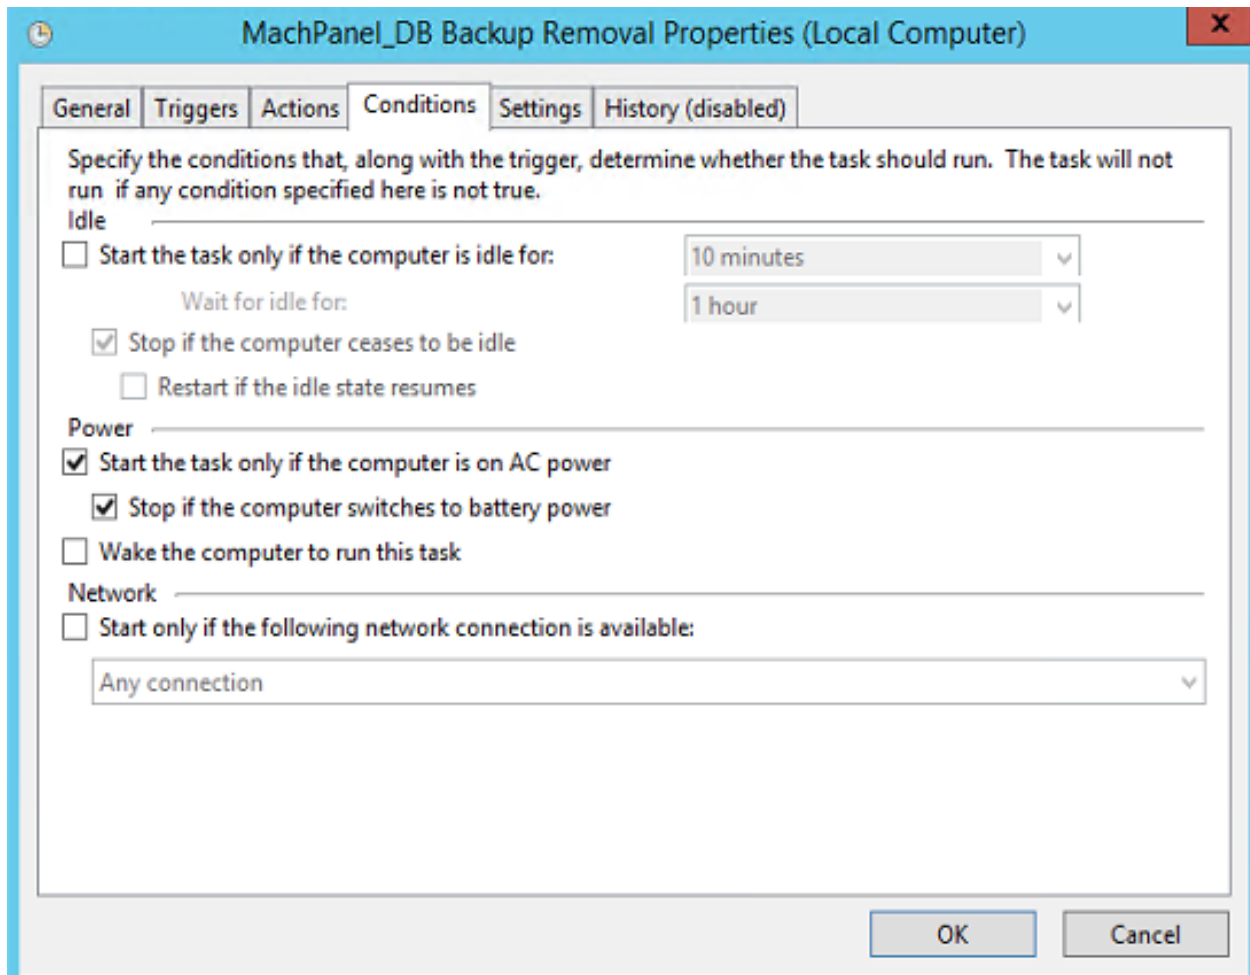 MachPanel_DB Backup Removal Properties (Local Computer)
x
General Triggers Actions Conditions Settings History (disabled)
Specify the conditions that, along with the trigger, determine whether the task should run. The task will not
run if any condition specified here is not true.
Idle
Start the task only if the computer is idle for: 10 minutes
Wait for idle for: 1 hour
Stop if the computer ceases to be idle
Restart if the idle state resumes
Power
Start the task only if the computer is on AC power
Stop if the computer switches to battery power
Wake the computer to run this task
Network
Start only if the following network connection is available:
Any connection
OK Cancel